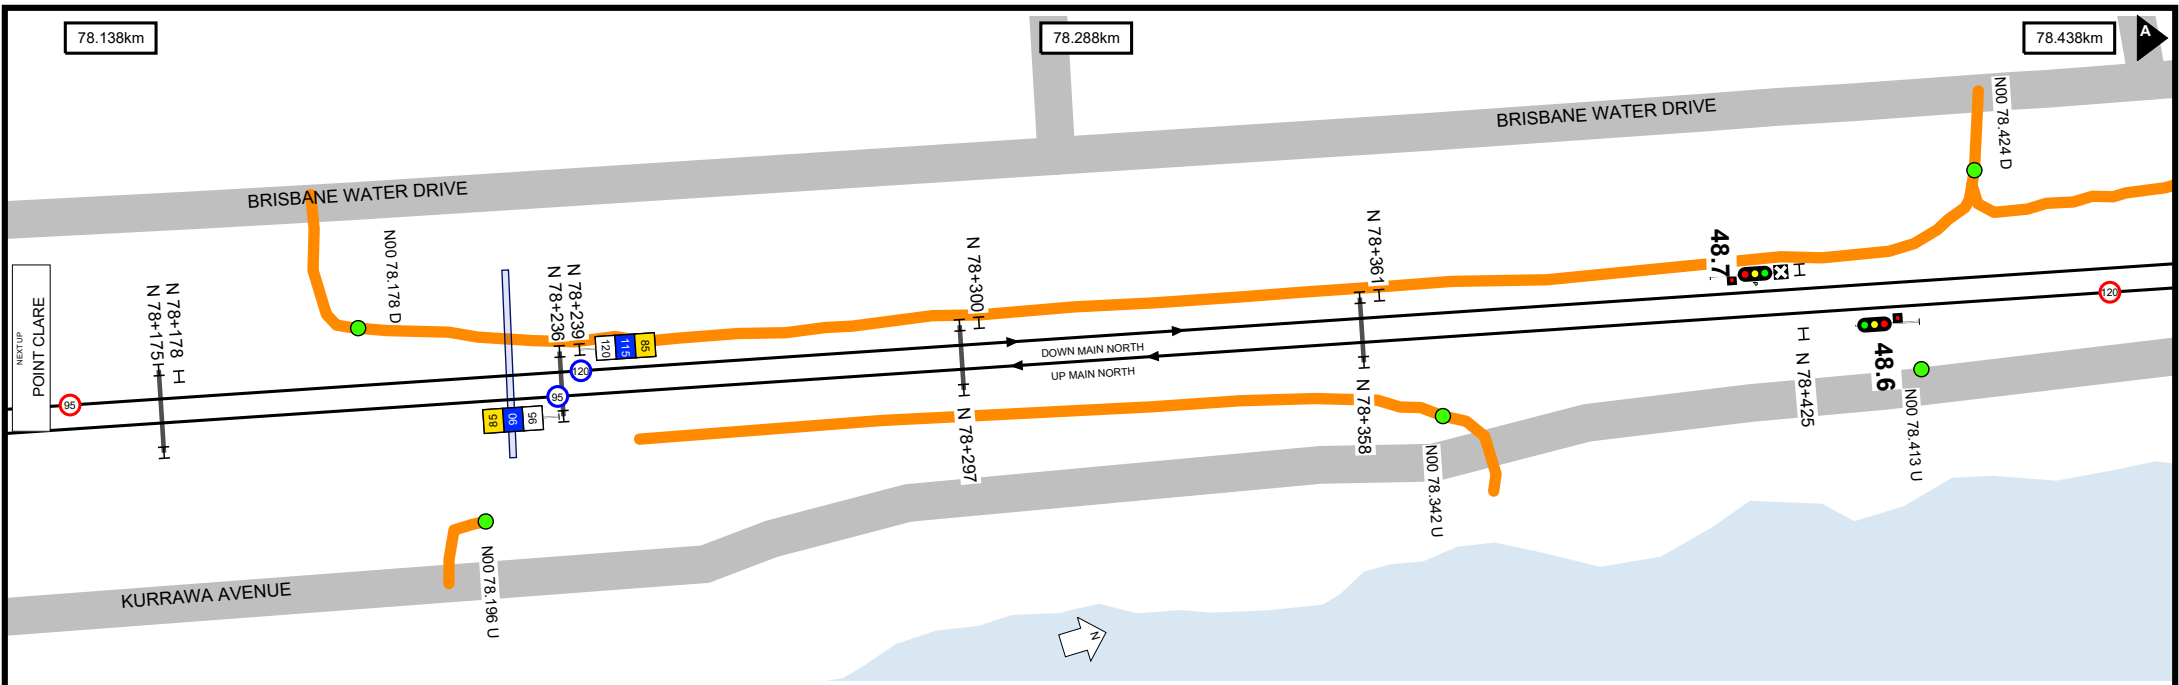 78.138km
78.288km
78.438km
A
BRISBANE WATER DRIVE
BRISBANE WATER DRIVE
N00 78.424 D
N00 78.178 D
NEXT UP
POINT CLARE
N 78+178
N 78+175
N 78+239
N 78+236
N 78+300
N 78+361
48.7
120
115
85
120
95
95
85
90
95
DOWN MAIN NORTH
UP MAIN NORTH
120
48.6
N 78+297
N 78+358
N 78+425
N00 78.413 U
N00 78.342 U
N00 78.196 U
KURRAWA AVENUE
N